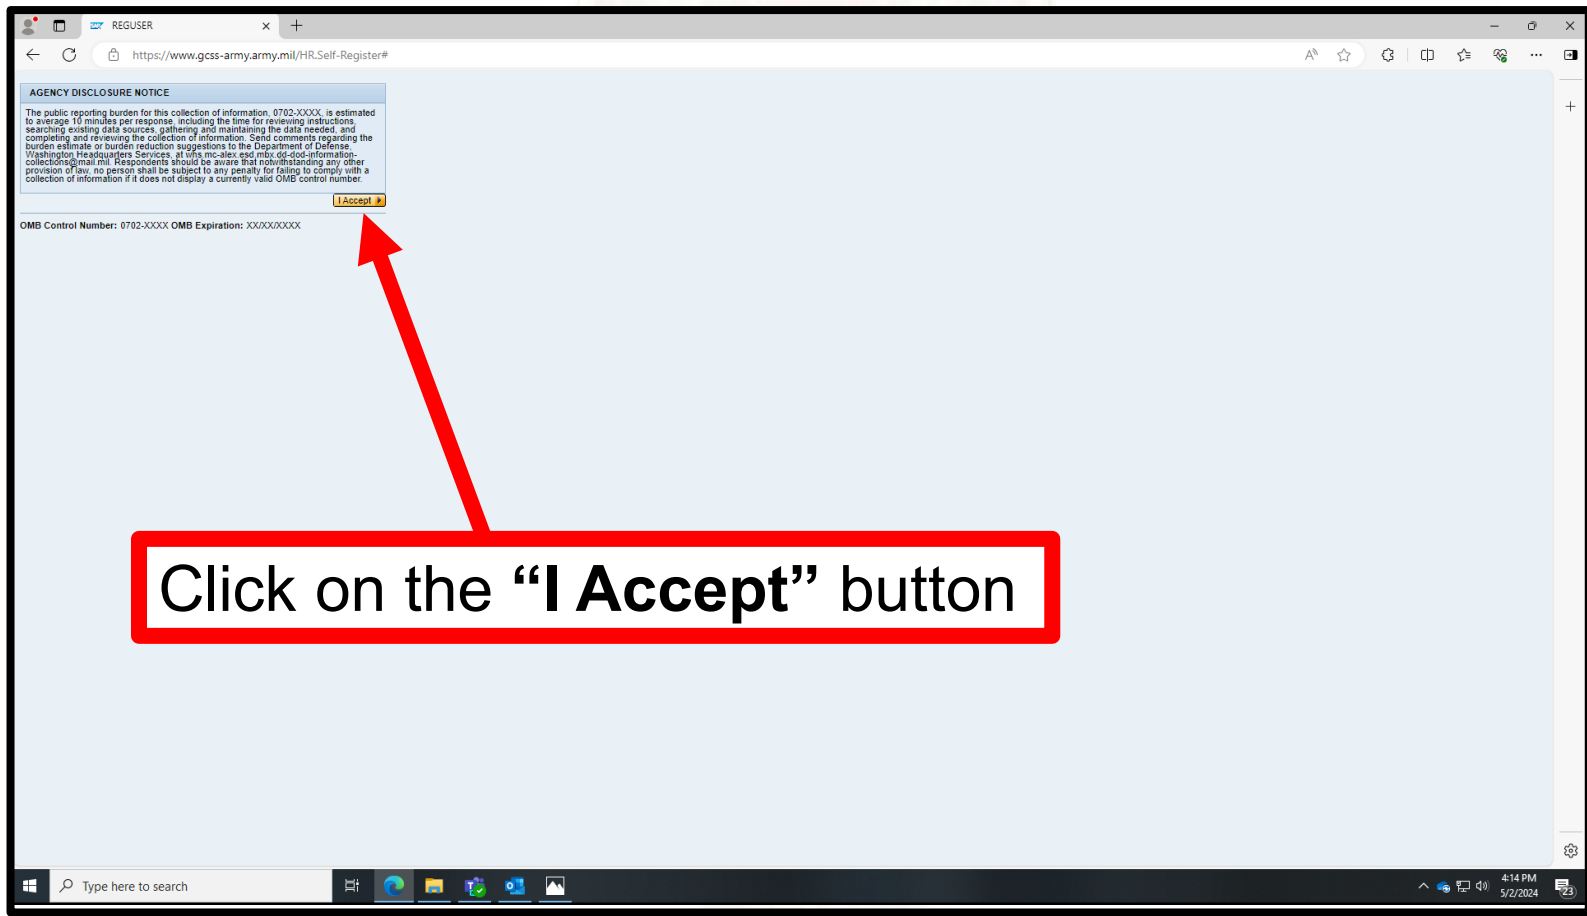 REGUSER
https://www.gcss-army.army.mil/HR.Self-Register#
AGENCY DISCLOSURE NOTICE
The public reporting burden for this collection of information, 0702-XXXX, is estimated
to average 10 minutes per response, including the time for reviewing instructions,
searching existing data sources, gathering and maintaining the data needed, and
completing and reviewing the collection of information. Send comments regarding the
burden estimate or burden reduction suggestions to the Department of Defense,
Washington Headquarters Services, at whs.mc-alex.esd.mbx.dd-dod-information-
collections@mail.mil. Respondents should be aware that notwithstanding any other
provision of law, no person shall be subject to any penalty for failing to comply with a
collection of information if it does not display a currently valid OMB control number.
I Accept
OMB Control Number: 0702-XXXX OMB Expiration: XX/XX/XXXX
Click on the “I Accept” button
Type here to search
4:14 PM
5/2/2024
23